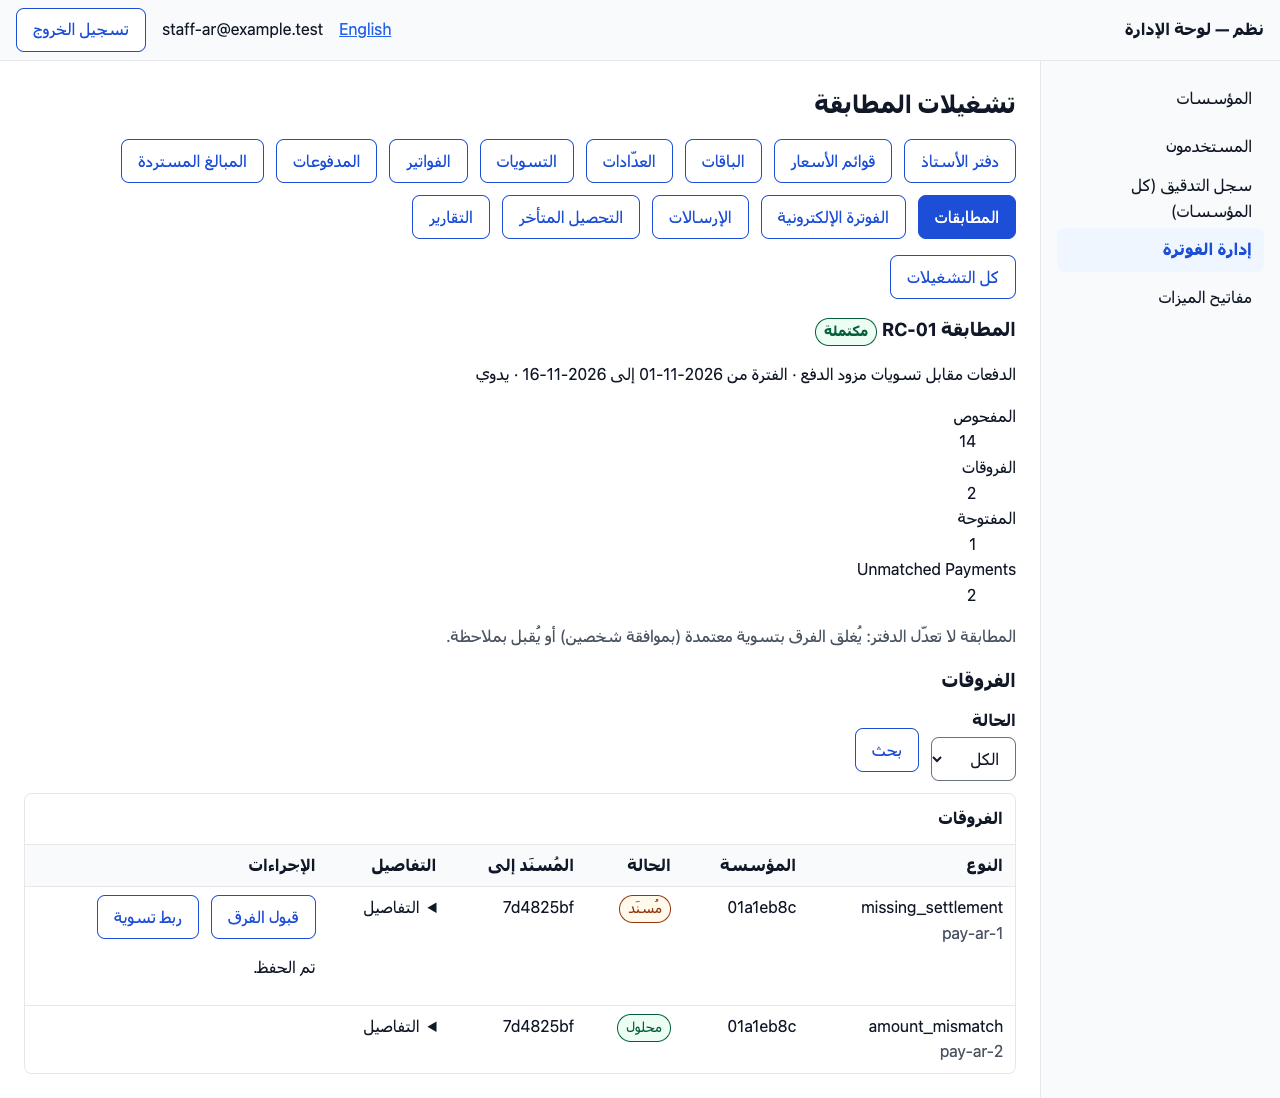 نظم — لوحة الإدارة
English
staff-ar@example.test
تسجيل الخروج
المؤسسات
المستخدمون
سجل التدقيق (كل
المؤسسات)
إدارة الفوترة
مفاتيح الميزات
تشغيلات المطابقة
دفتر الأستاذ
قوائم الأسعار
الباقات
العدّادات
التسويات
الفواتير
المدفوعات
المبالغ المستردة
المطابقات
الفوترة الإلكترونية
الإرسالات
التحصيل المتأخر
التقارير
كل التشغيلات
المطابقة RC-01 مكتملة
الدفعات مقابل تسويات مزود الدفع · الفترة من 2026-11-01 إلى 2026-11-16 · يدوي
المفحوص
14
الفروقات
2
المفتوحة
1
Unmatched Payments
2
المطابقة لا تعدّل الدفتر: يُغلق الفرق بتسوية معتمدة (بموافقة شخصين) أو يُقبل بملاحظة.
الفروقات
الحالة
الكل
بحث
الفروقات
النوع المؤسسة الحالة المُسنَد إلى التفاصيل الإجراءات
missing_settlement 01a1eb8c مُسنَد 7d4825bf التفاصيل قبول الفرق ربط تسوية
pay-ar-1
تم الحفظ.
amount_mismatch 01a1eb8c محلول 7d4825bf التفاصيل
pay-ar-2